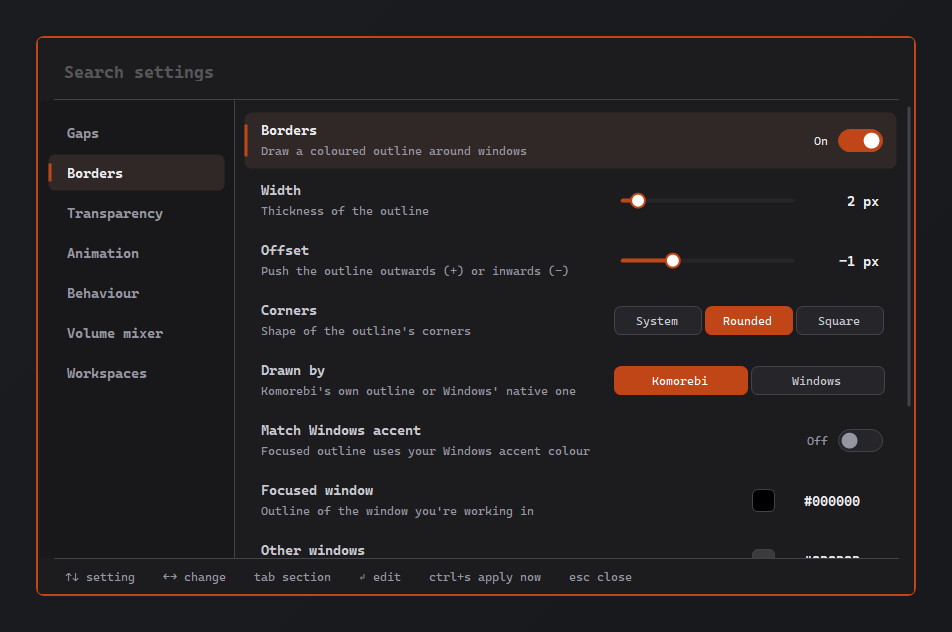 Search settings
Gaps
Borders
Transparency
Animation
Behaviour
Volume mixer
Workspaces
Borders
Draw a coloured outline around windows
On
Width
Thickness of the outline
2 px
Offset
Push the outline outwards (+) or inwards (−)
−1 px
Corners
Shape of the outline's corners
System Rounded Square
Drawn by
Komorebi's own outline or Windows' native one
Komorebi Windows
Match Windows accent
Focused outline uses your Windows accent colour
Off
Focused window
Outline of the window you're working in
#000000
Other windows
↑↓ setting ↔ change tab section ↲ edit ctrl+s apply now esc close